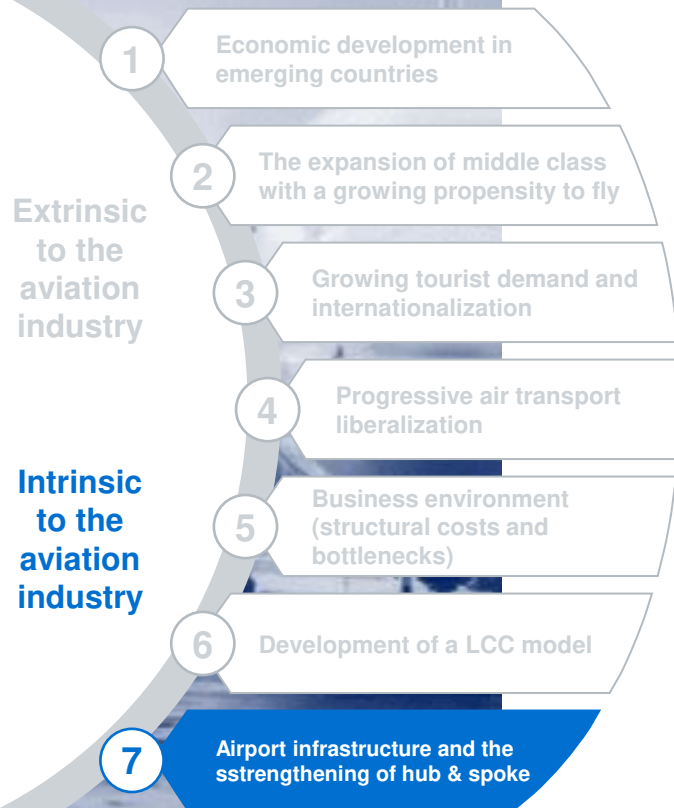 1
Economic development in
emerging countries
2
The expansion of middle class
with a growing propensity to fly
Extrinsic
to the
aviation
industry
3
Growing tourist demand and
internationalization
4
Progressive air transport
liberalization
Intrinsic
to the
aviation
industry
5
Business environment
(structural costs and
bottlenecks)
6
Development of a LCC model
7
Airport infrastructure and the
sstrengthening of hub & spoke